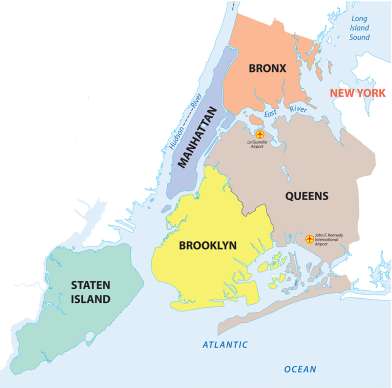 Long
Island
Sound
BRONX
NEW YORK
Hudson River
East River
MANHATTAN
LaGuardia
Airport
QUEENS
BROOKLYN
John F. Kennedy
International
Airport
STATEN
ISLAND
ATLANTIC
OCEAN